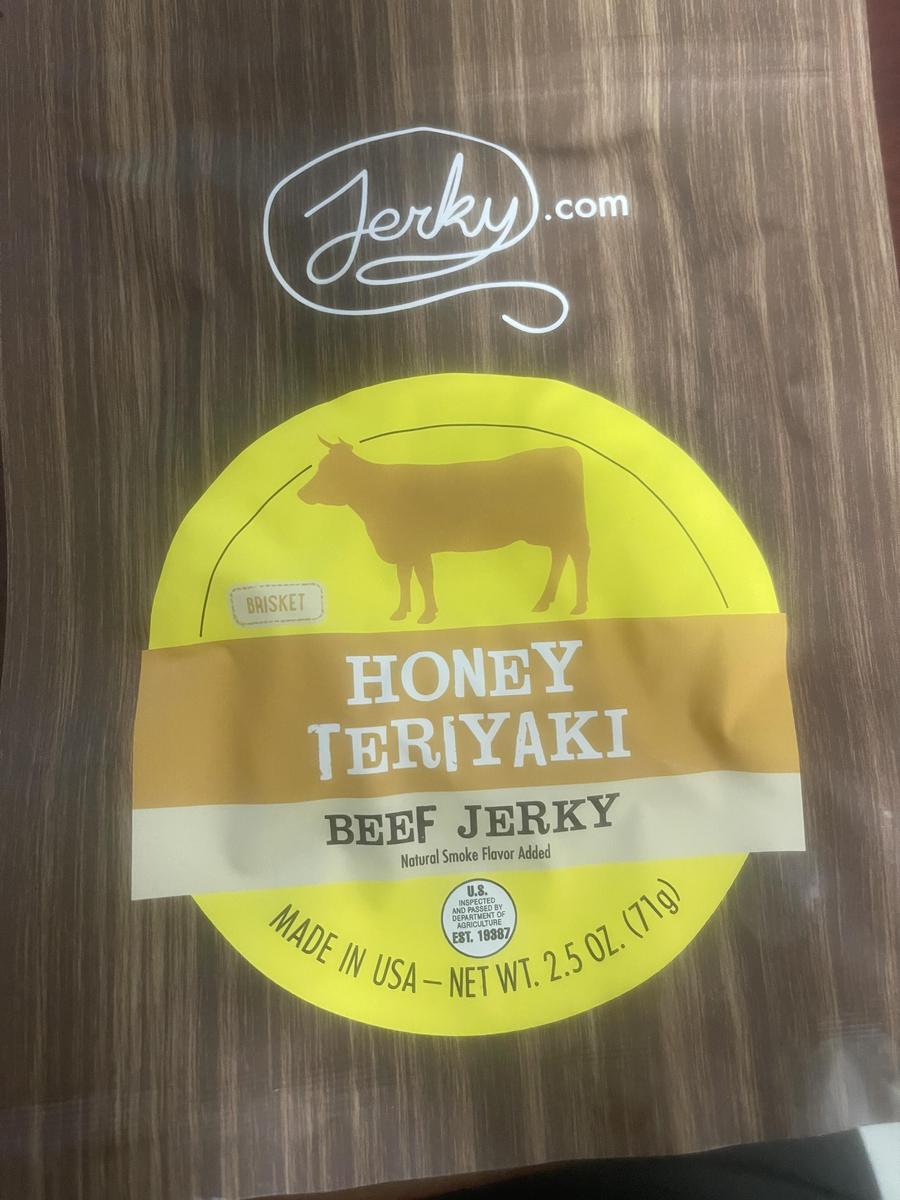 Jerky.com
BRISKET
HONEY
TERIYAKI
BEEF JERKY
Natural Smoke Flavor Added
U.S.
INSPECTED
AND PASSED BY
DEPARTMENT OF
AGRICULTURE
EST. 19387
MADE IN USA – NET WT. 2.5 OZ. (71g)